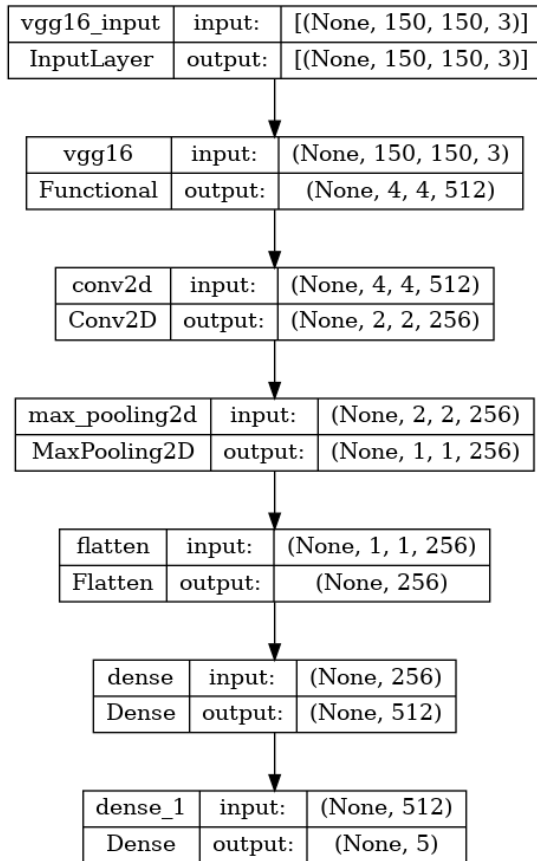 vgg16_input input: [(None, 150, 150, 3)]
InputLayer output: [(None, 150, 150, 3)]
vgg16 input: (None, 150, 150, 3)
Functional output: (None, 4, 4, 512)
conv2d input: (None, 4, 4, 512)
Conv2D output: (None, 2, 2, 256)
max_pooling2d input: (None, 2, 2, 256)
MaxPooling2D output: (None, 1, 1, 256)
flatten input: (None, 1, 1, 256)
Flatten output: (None, 256)
dense input: (None, 256)
Dense output: (None, 512)
dense_1 input: (None, 512)
Dense output: (None, 5)